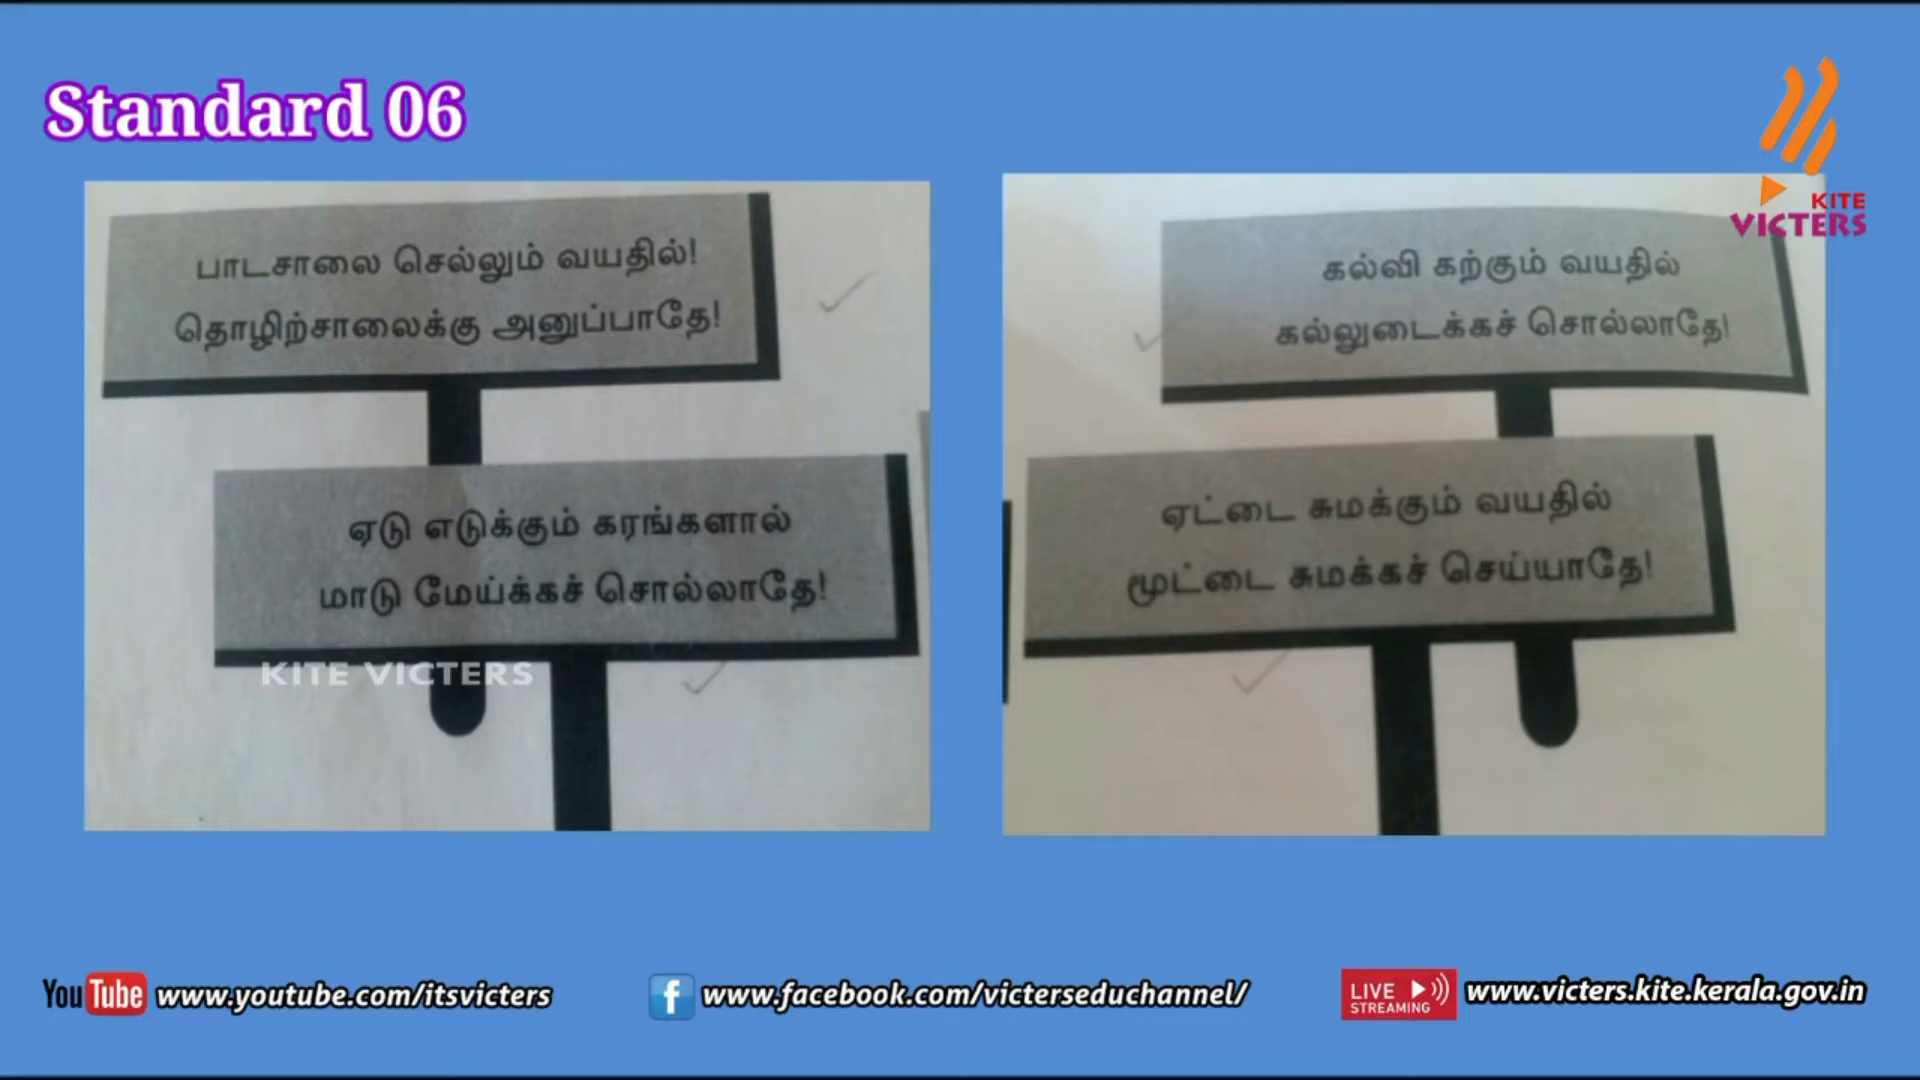 Standard 06
KITE
VICTERS
பாடசாலை செல்லும் வயதில்!
தொழிற்சாலைக்கு அனுப்பாதே!
ஏடு எடுக்கும் கரங்களால்
மாடு மேய்க்கச் சொல்லாதே!
KITE VICTERS
கல்வி கற்கும் வயதில்
கல்லுடைக்கச் சொல்லாதே!
ஏட்டை சுமக்கும் வயதில்
மூட்டை சுமக்கச் செய்யாதே!
YouTube www.youtube.com/itsvicters
f www.facebook.com/victerseduchannel/
LIVE STREAMING www.victers.kite.kerala.gov.in